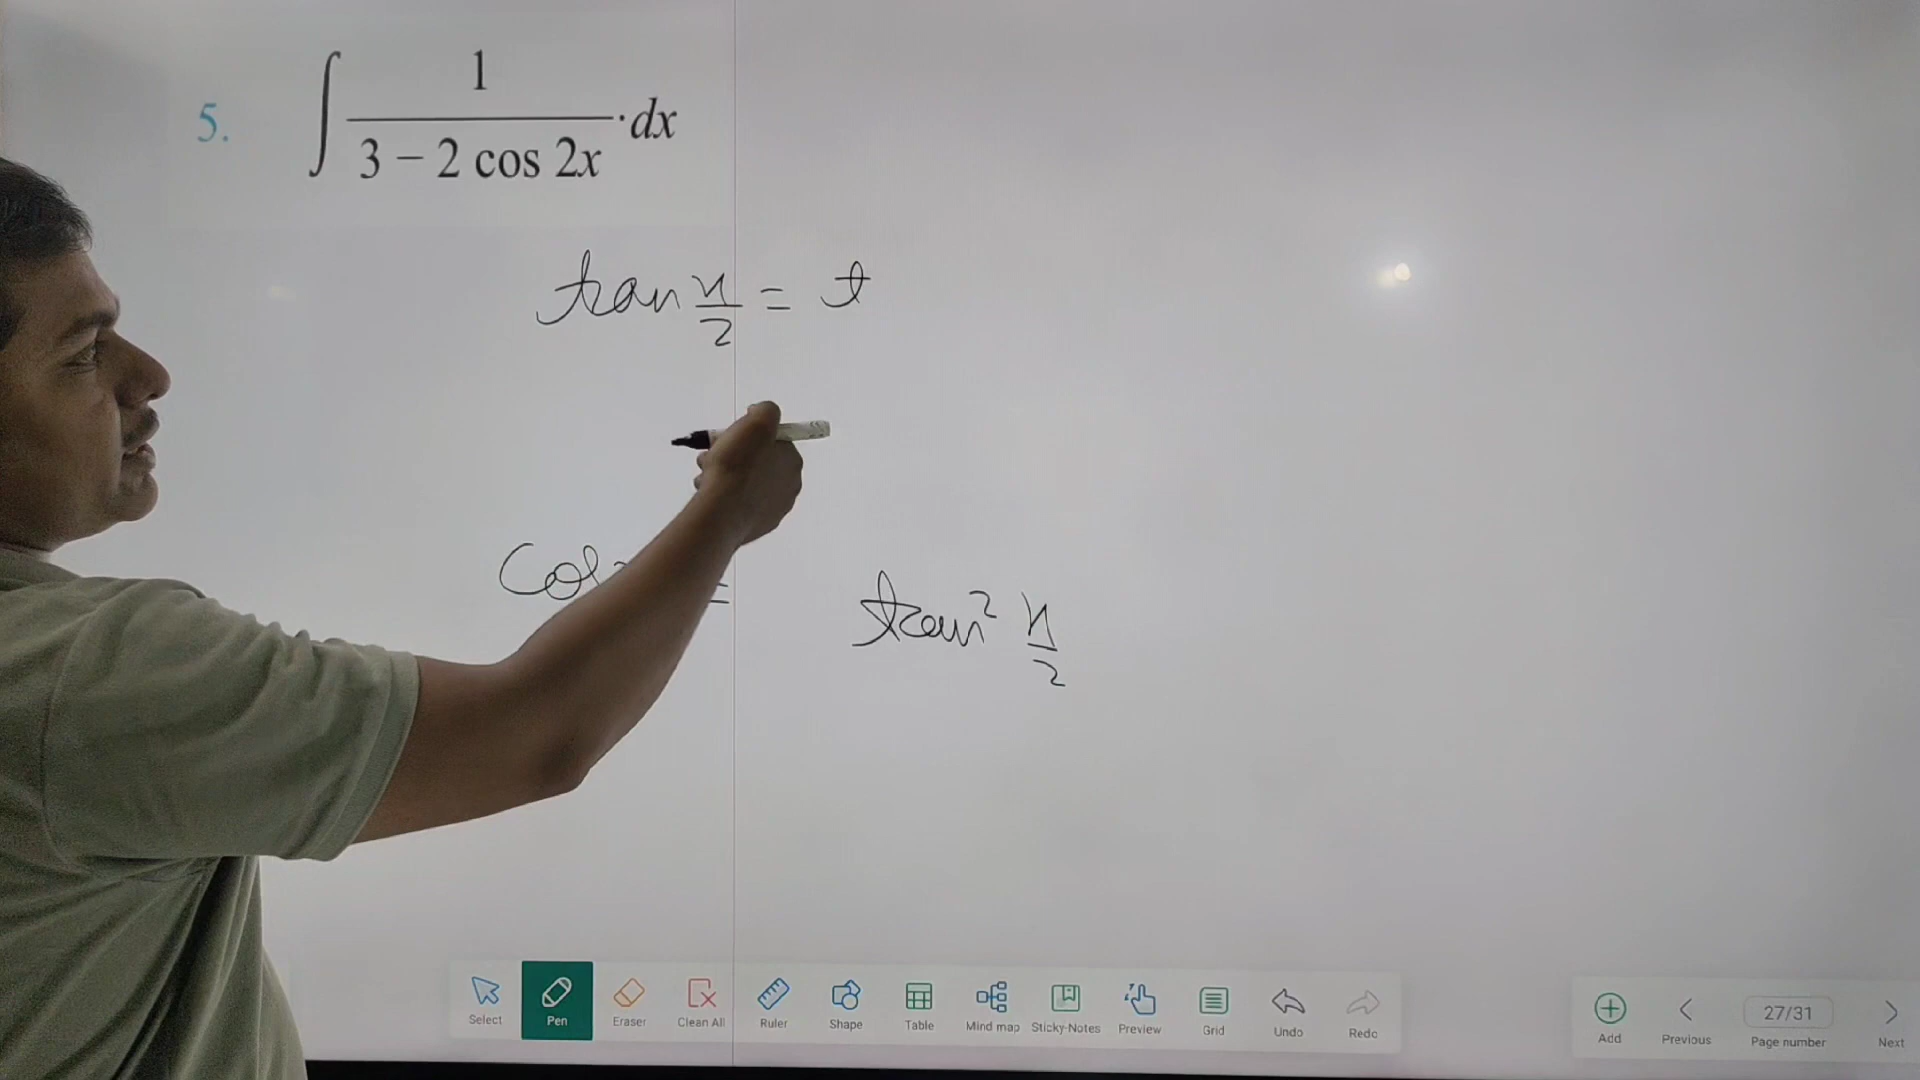 5. ∫ 1 / (3 − 2 cos 2x) · dx
tan x/2 = t
=
tan² x/2
Select
Pen
Eraser
Clean All
Ruler
Shape
Table
Mind map
Sticky-Notes
Preview
Grid
Undo
Redo
Add
Previous
27/31
Page number
Next